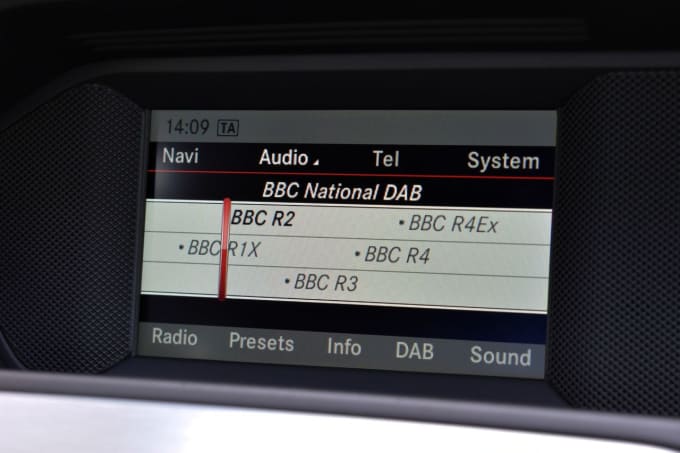 14:09 TA
Navi Audio Tel System
BBC National DAB
BBC R2 • BBC R4Ex
• BBC R1X • BBC R4
• BBC R3
Radio Presets Info DAB Sound